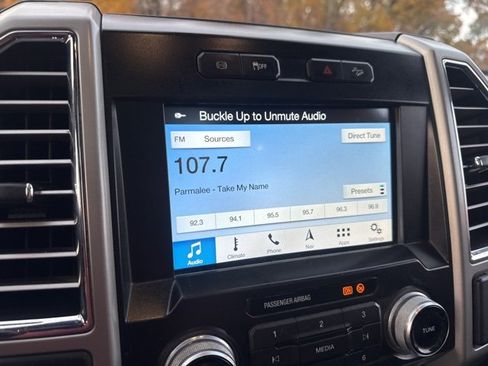 OFF
Buckle Up to Unmute Audio
FM Sources Direct Tune
107.7
Parmalee - Take My Name
Presets
92.3 94.1 95.5 95.7 96.3 96.9
Audio Climate Phone Nav Apps Settings
PASSENGER AIRBAG
1 2 3
MEDIA
6
TUNE